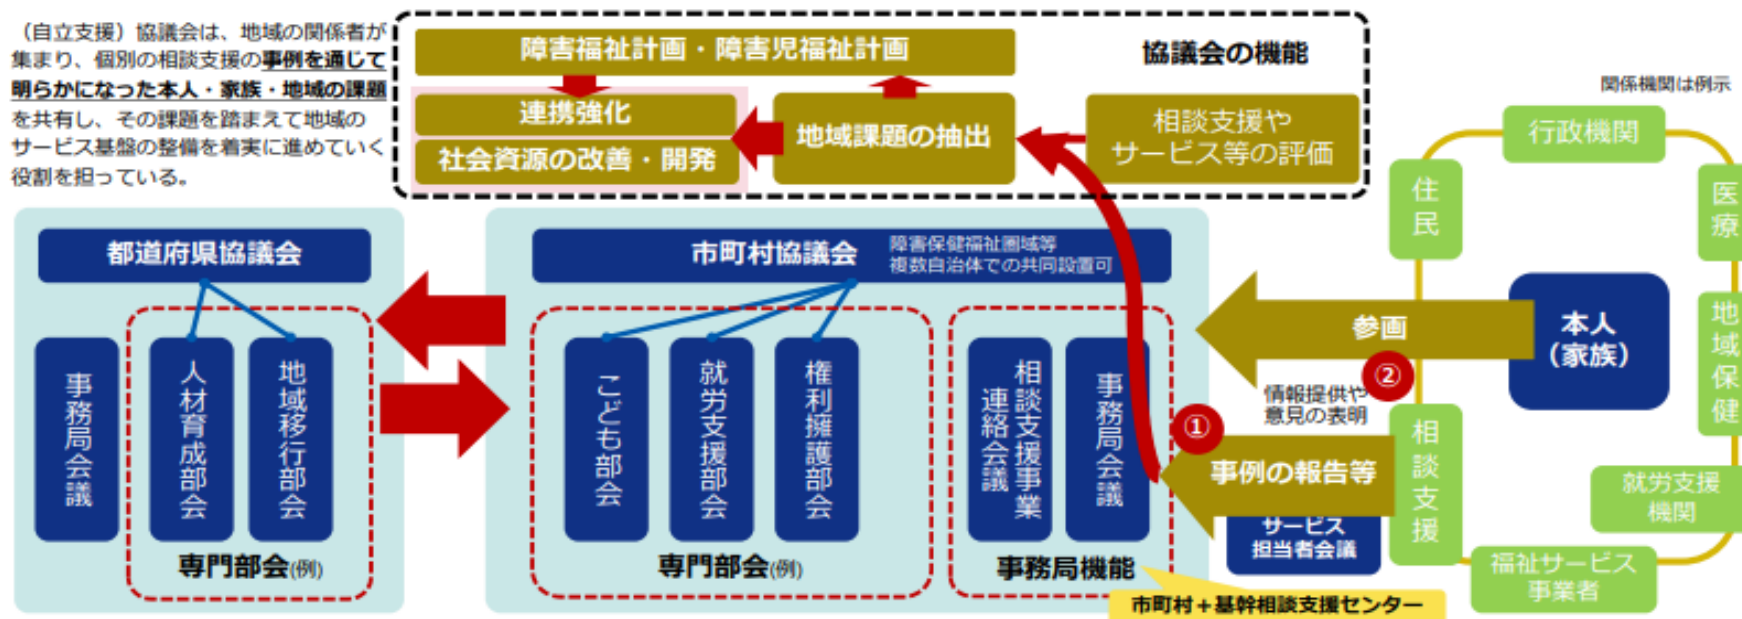 （自立支援）協議会は、地域の関係者が
集まり、個別の相談支援の事例を通じて
明らかになった本人・家族・地域の課題
を共有し、その課題を踏まえて地域の
サービス基盤の整備を着実に進めていく
役割を担っている。
障害福祉計画・障害児福祉計画
協議会の機能
連携強化
社会資源の改善・開発
地域課題の抽出
相談支援や
サービス等の評価
関係機関は例示
行政機関
住民
医療
地域保健
就労支援
機関
福祉サービス
事業者
相談支援
本人
（家族）
都道府県協議会
事務局会議
人材育成部会
地域移行部会
専門部会(例)
市町村協議会
障害保健福祉圏域等
複数自治体での共同設置可
こども部会
就労支援部会
権利擁護部会
専門部会(例)
相談支援事業
連絡会議
事務局会議
事務局機能
市町村＋基幹相談支援センター
参画
②
情報提供や
意見の表明
①
事例の報告等
サービス
担当者会議